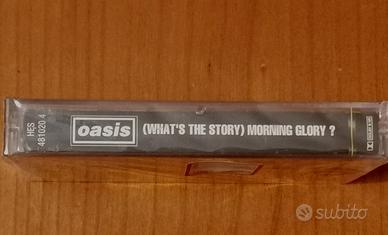 HES
481020 4
oasis
(WHAT'S THE STORY) MORNING GLORY ?
subito